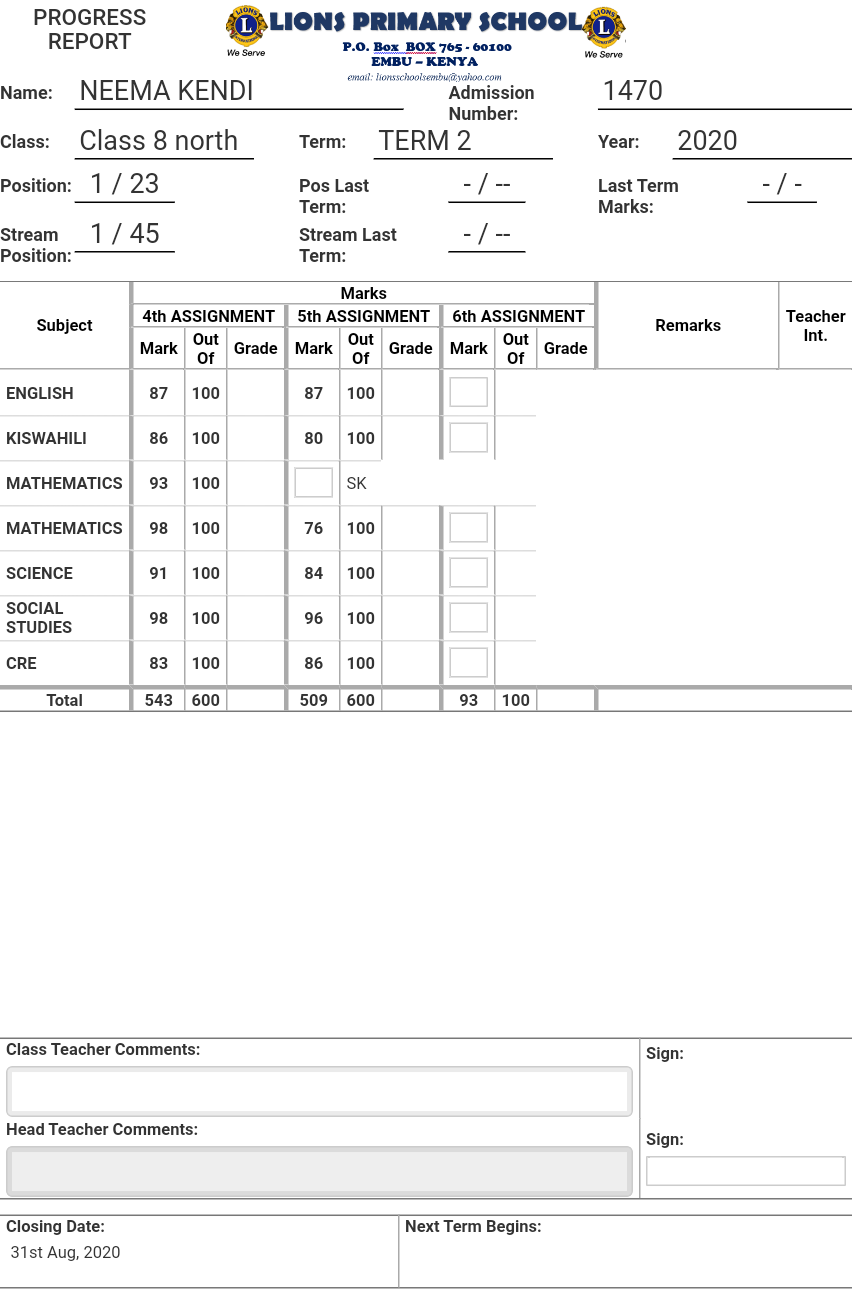 PROGRESS
REPORT
LIONS PRIMARY SCHOOL
We Serve
We Serve
P.O. Box BOX 765 - 60100
EMBU – KENYA
email: lionsschoolsembu@yahoo.com
Name: NEEMA KENDI Admission Number: 1470
Class: Class 8 north Term: TERM 2 Year: 2020
Position: 1 / 23 Pos Last Term: - / -- Last Term Marks: - / -
Stream Position: 1 / 45 Stream Last Term: - / --
Subject Marks Remarks Teacher Int.
4th ASSIGNMENT 5th ASSIGNMENT 6th ASSIGNMENT
Mark Out Of Grade Mark Out Of Grade Mark Out Of Grade
ENGLISH 87 100 87 100
KISWAHILI 86 100 80 100
MATHEMATICS 93 100 SK
MATHEMATICS 98 100 76 100
SCIENCE 91 100 84 100
SOCIAL STUDIES 98 100 96 100
CRE 83 100 86 100
Total 543 600 509 600 93 100
Class Teacher Comments: Sign:
Head Teacher Comments: Sign:
Closing Date: Next Term Begins:
31st Aug, 2020